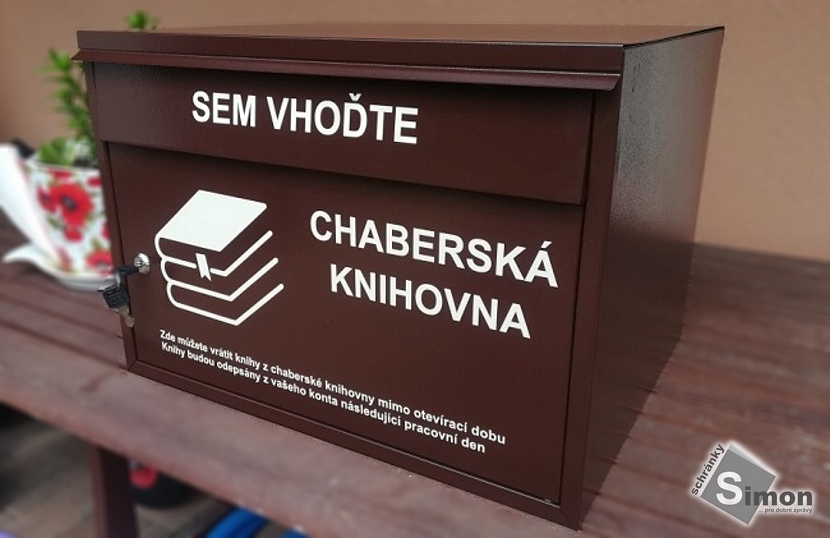 SEM VHOĎTE
CHABERSKÁ
KNIHOVNA
Zde můžete vrátit knihy z chaberské knihovny mimo otevírací dobu
Knihy budou odepsány z vašeho konta následující pracovní den
schránky
Simon
... pro dobré zprávy